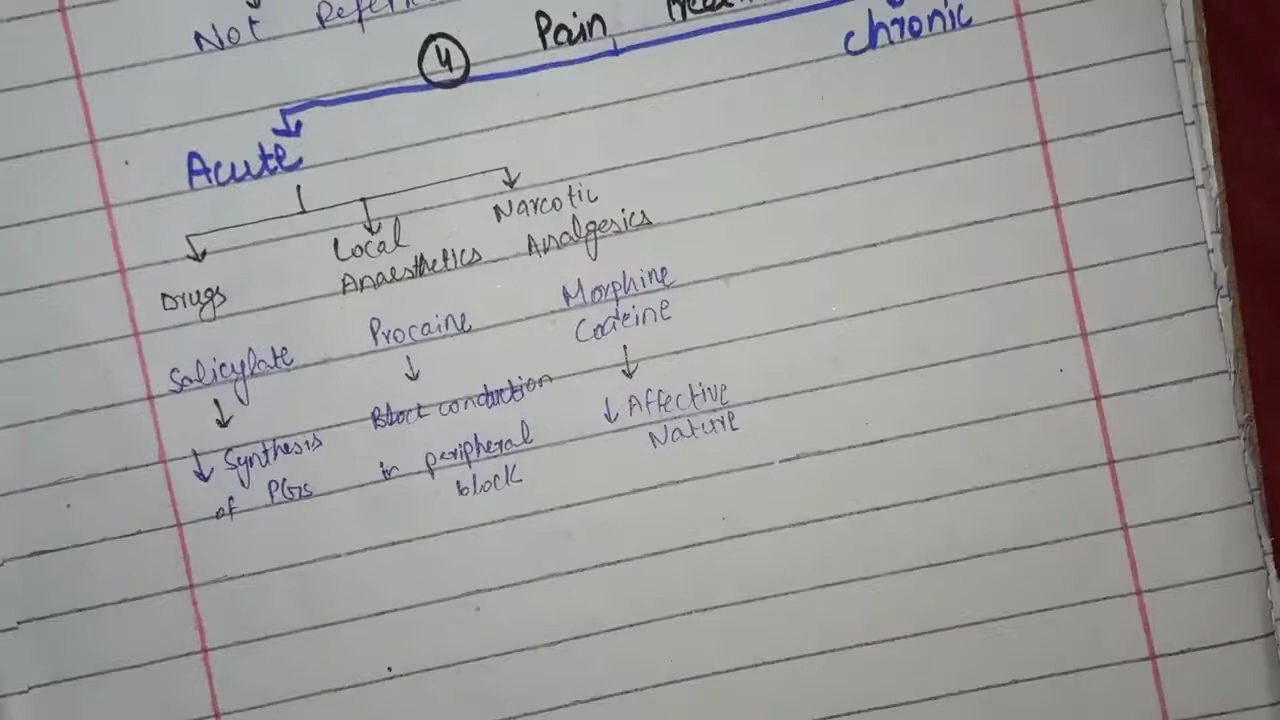 Not
4 Pain
chronic
Acute
Narcotic
Analgesics
Local
Anaesthetics
Drugs
Morphine
Codeine
Procaine
Salicylate
↓ Affective
Nature
Block conduction
in peripheral
block
↓ Synthesis
of PGs